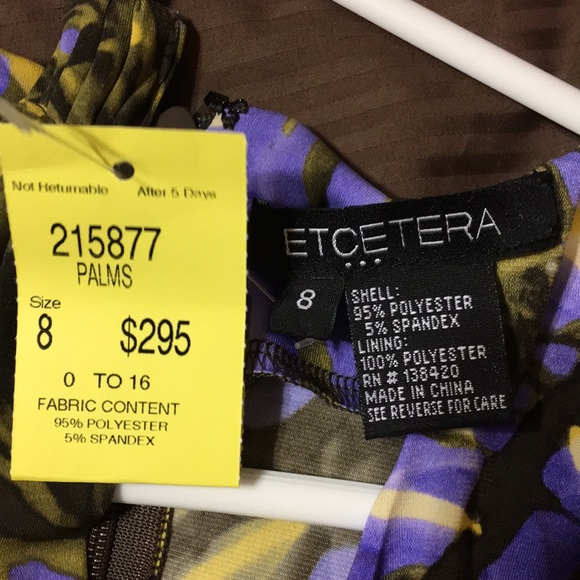 Not Returnable After 5 Days
215877
PALMS
Size
8 $295
0 TO 16
FABRIC CONTENT
95% POLYESTER
5% SPANDEX
ETCETERA
8
SHELL:
95% POLYESTER
5% SPANDEX
LINING:
100% POLYESTER
RN # 138420
MADE IN CHINA
SEE REVERSE FOR CARE